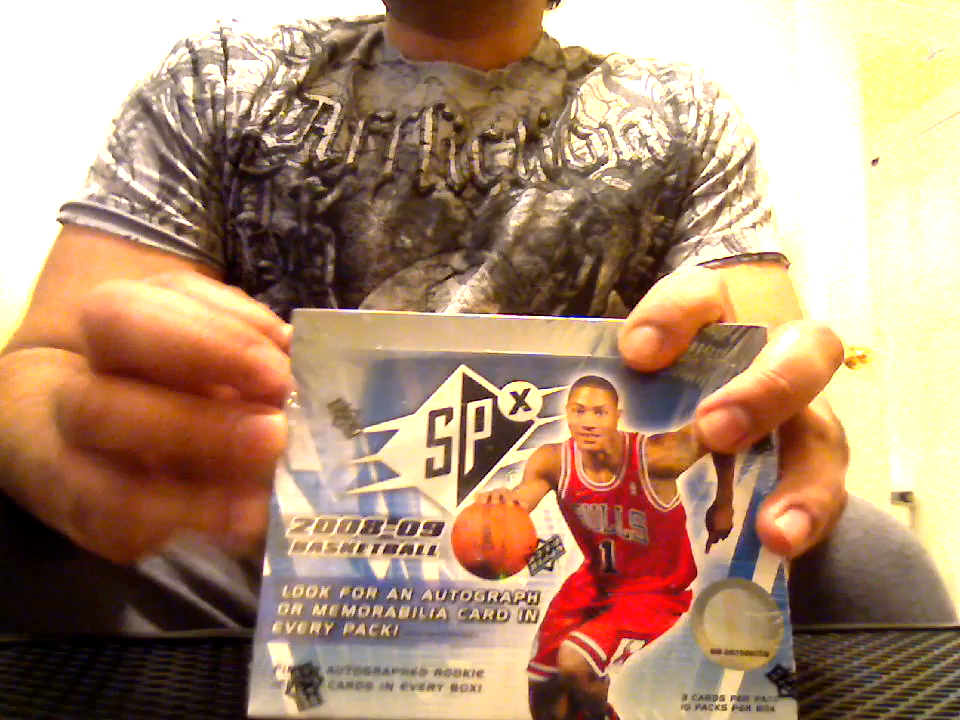 Affliction
SPx
2008-09
BASKETBALL
BULLS
1
LOOK FOR AN AUTOGRAPH
OR MEMORABILIA CARD IN
EVERY PACK!
AUTOGRAPHED ROOKIE
CARDS IN EVERY BOX!
3 CARDS PER PACK
10 PACKS PER BOX